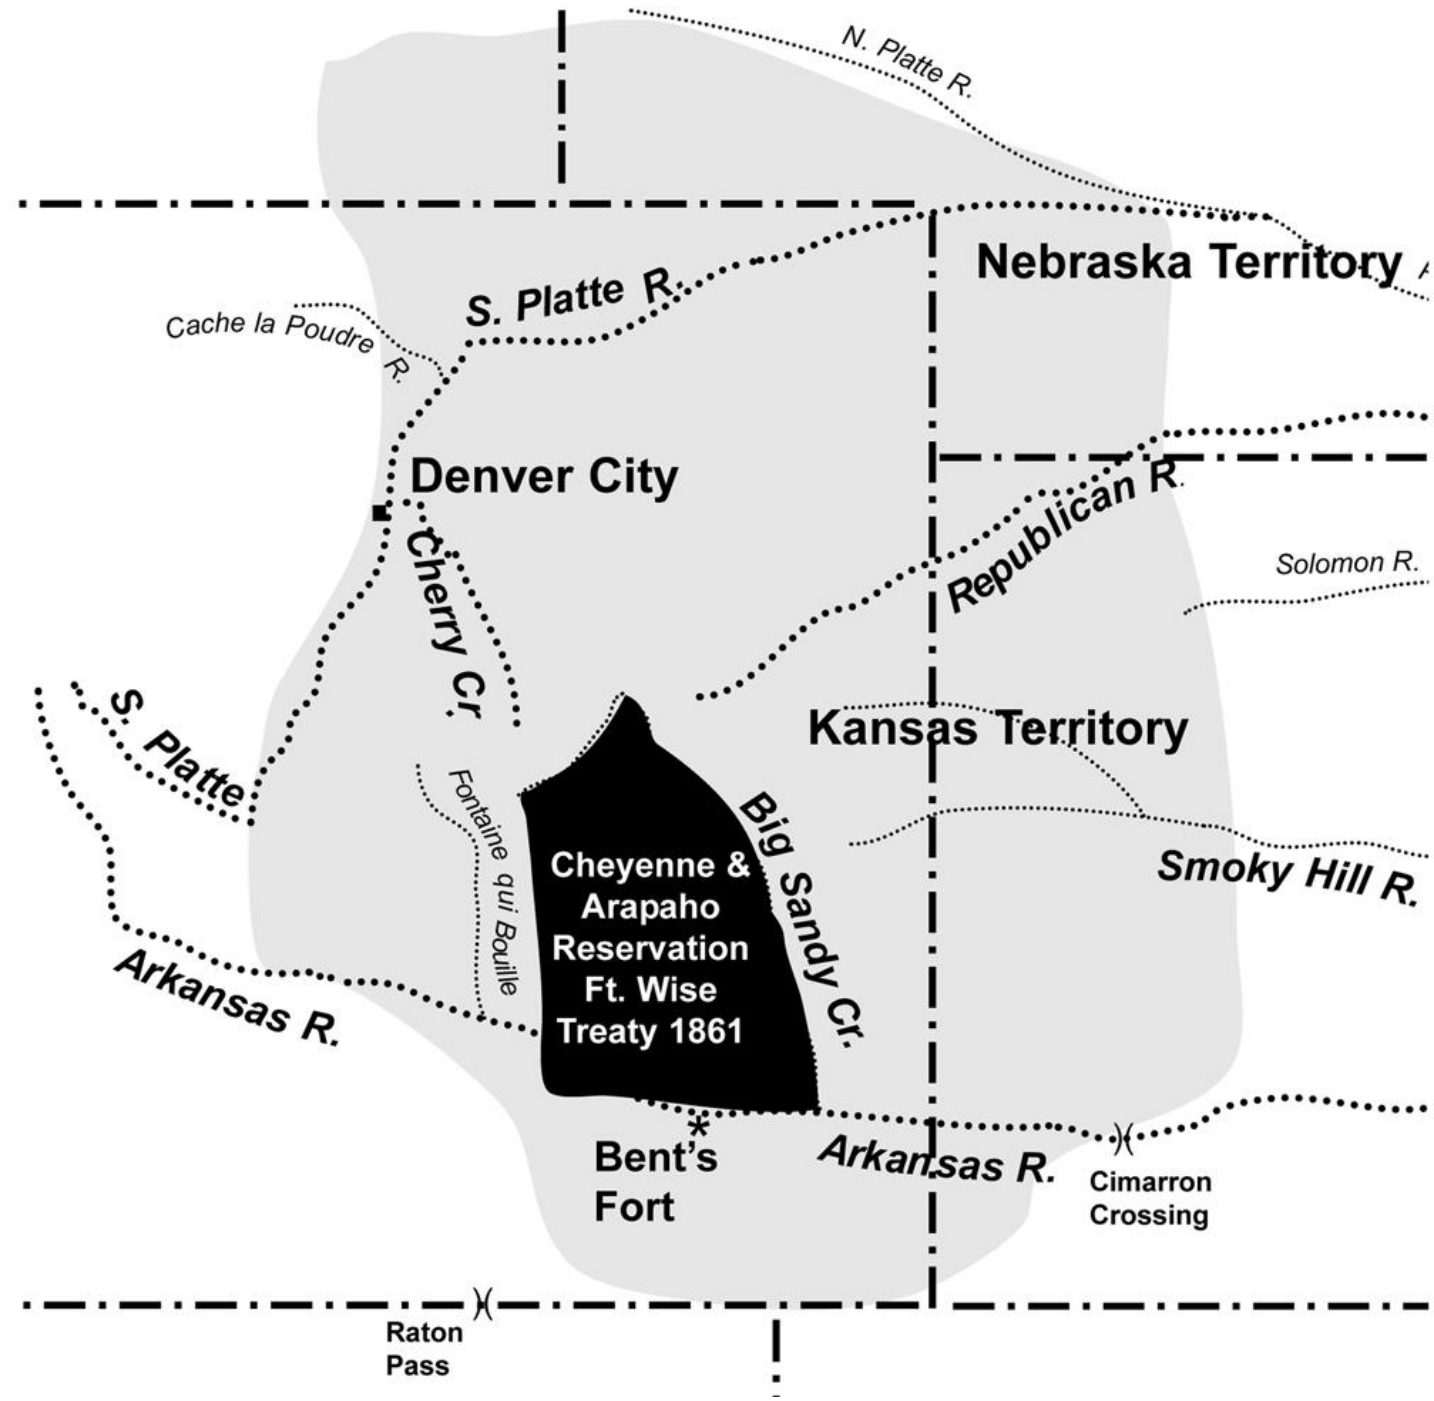 N. Platte R.
Nebraska Territory
S. Platte R.
Cache la Poudre R.
Denver City
Cherry Cr.
Republican R.
Solomon R.
S. Platte
Kansas Territory
Fontaine qui Bouille
Big Sandy Cr.
Smoky Hill R.
Cheyenne &
Arapaho
Reservation
Ft. Wise
Treaty 1861
Arkansas R.
*
Bent's
Fort
Arkansas R.
Cimarron
Crossing
Raton
Pass